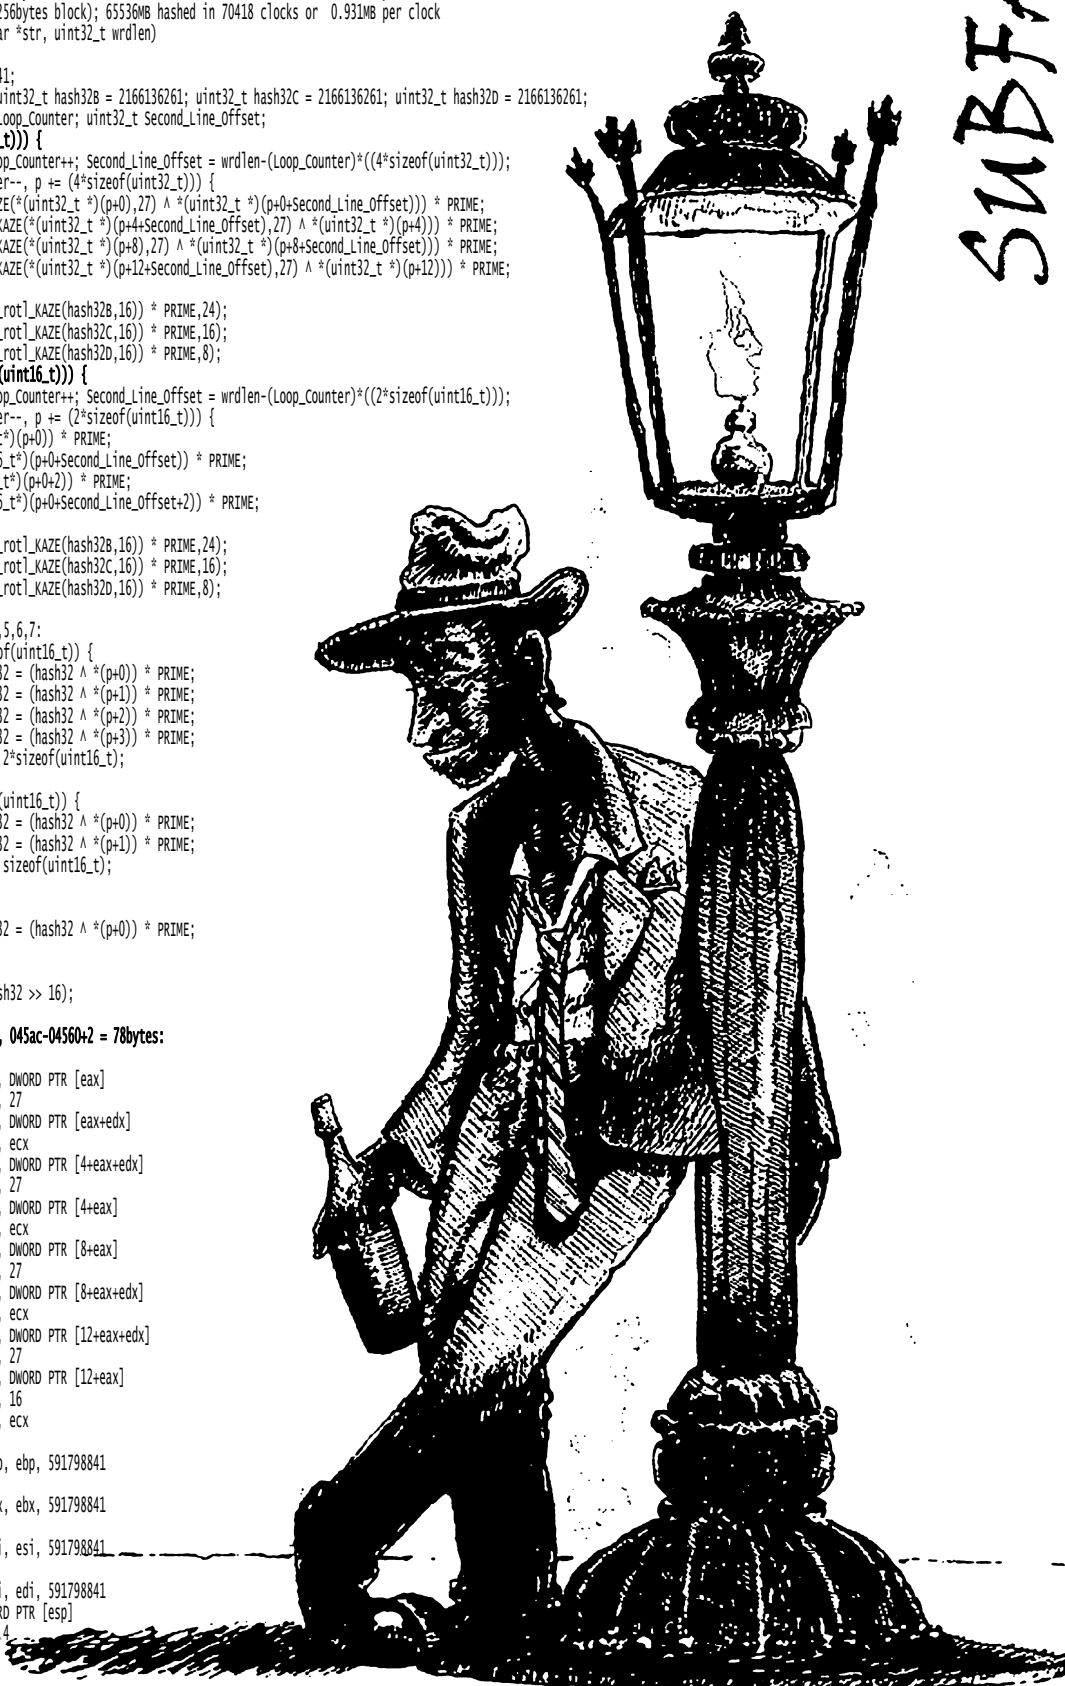 256bytes block); 65536MB hashed in 70418 clocks or 0.931MB per clock
ar *str, uint32_t wrdlen)
41;
uint32_t hash32B = 2166136261; uint32_t hash32C = 2166136261; uint32_t hash32D = 2166136261;
Loop_Counter; uint32_t Second_Line_Offset;
_t))) {
op_Counter++; Second_Line_Offset = wrdlen-(Loop_Counter)*((4*sizeof(uint32_t)));
er--, p += (4*sizeof(uint32_t))) {
ZE(*(uint32_t *)(p+0),27) ^ *(uint32_t *)(p+0+Second_Line_Offset))) * PRIME;
KAZE(*(uint32_t *)(p+4+Second_Line_Offset),27) ^ *(uint32_t *)(p+4))) * PRIME;
KAZE(*(uint32_t *)(p+8),27) ^ *(uint32_t *)(p+8+Second_Line_Offset))) * PRIME;
KAZE(*(uint32_t *)(p+12+Second_Line_Offset),27) ^ *(uint32_t *)(p+12))) * PRIME;
_rotl_KAZE(hash32B,16)) * PRIME,24);
_rotl_KAZE(hash32C,16)) * PRIME,16);
_rotl_KAZE(hash32D,16)) * PRIME,8);
(uint16_t))) {
op_Counter++; Second_Line_Offset = wrdlen-(Loop_Counter)*((2*sizeof(uint16_t)));
er--, p += (2*sizeof(uint16_t))) {
t*)(p+0)) * PRIME;
6_t*)(p+0+Second_Line_Offset)) * PRIME;
_t*)(p+0+2)) * PRIME;
6_t*)(p+0+Second_Line_Offset+2)) * PRIME;
_rotl_KAZE(hash32B,16)) * PRIME,24);
_rotl_KAZE(hash32C,16)) * PRIME,16);
_rotl_KAZE(hash32D,16)) * PRIME,8);
,5,6,7:
of(uint16_t)) {
32 = (hash32 ^ *(p+0)) * PRIME;
32 = (hash32 ^ *(p+1)) * PRIME;
32 = (hash32 ^ *(p+2)) * PRIME;
32 = (hash32 ^ *(p+3)) * PRIME;
2*sizeof(uint16_t);
(uint16_t)) {
32 = (hash32 ^ *(p+0)) * PRIME;
32 = (hash32 ^ *(p+1)) * PRIME;
sizeof(uint16_t);
32 = (hash32 ^ *(p+0)) * PRIME;
sh32 >> 16);
, 045ac-04560+2 = 78bytes:
, DWORD PTR [eax]
, 27
, DWORD PTR [eax+edx]
, ecx
, DWORD PTR [4+eax+edx]
, 27
, DWORD PTR [4+eax]
, ecx
, DWORD PTR [8+eax]
, 27
, DWORD PTR [8+eax+edx]
, ecx
, DWORD PTR [12+eax+edx]
, 27
, DWORD PTR [12+eax]
, 16
, ecx
p, ebp, 591798841
x, ebx, 591798841
i, esi, 591798841
i, edi, 591798841
RD PTR [esp]
4
SUBF